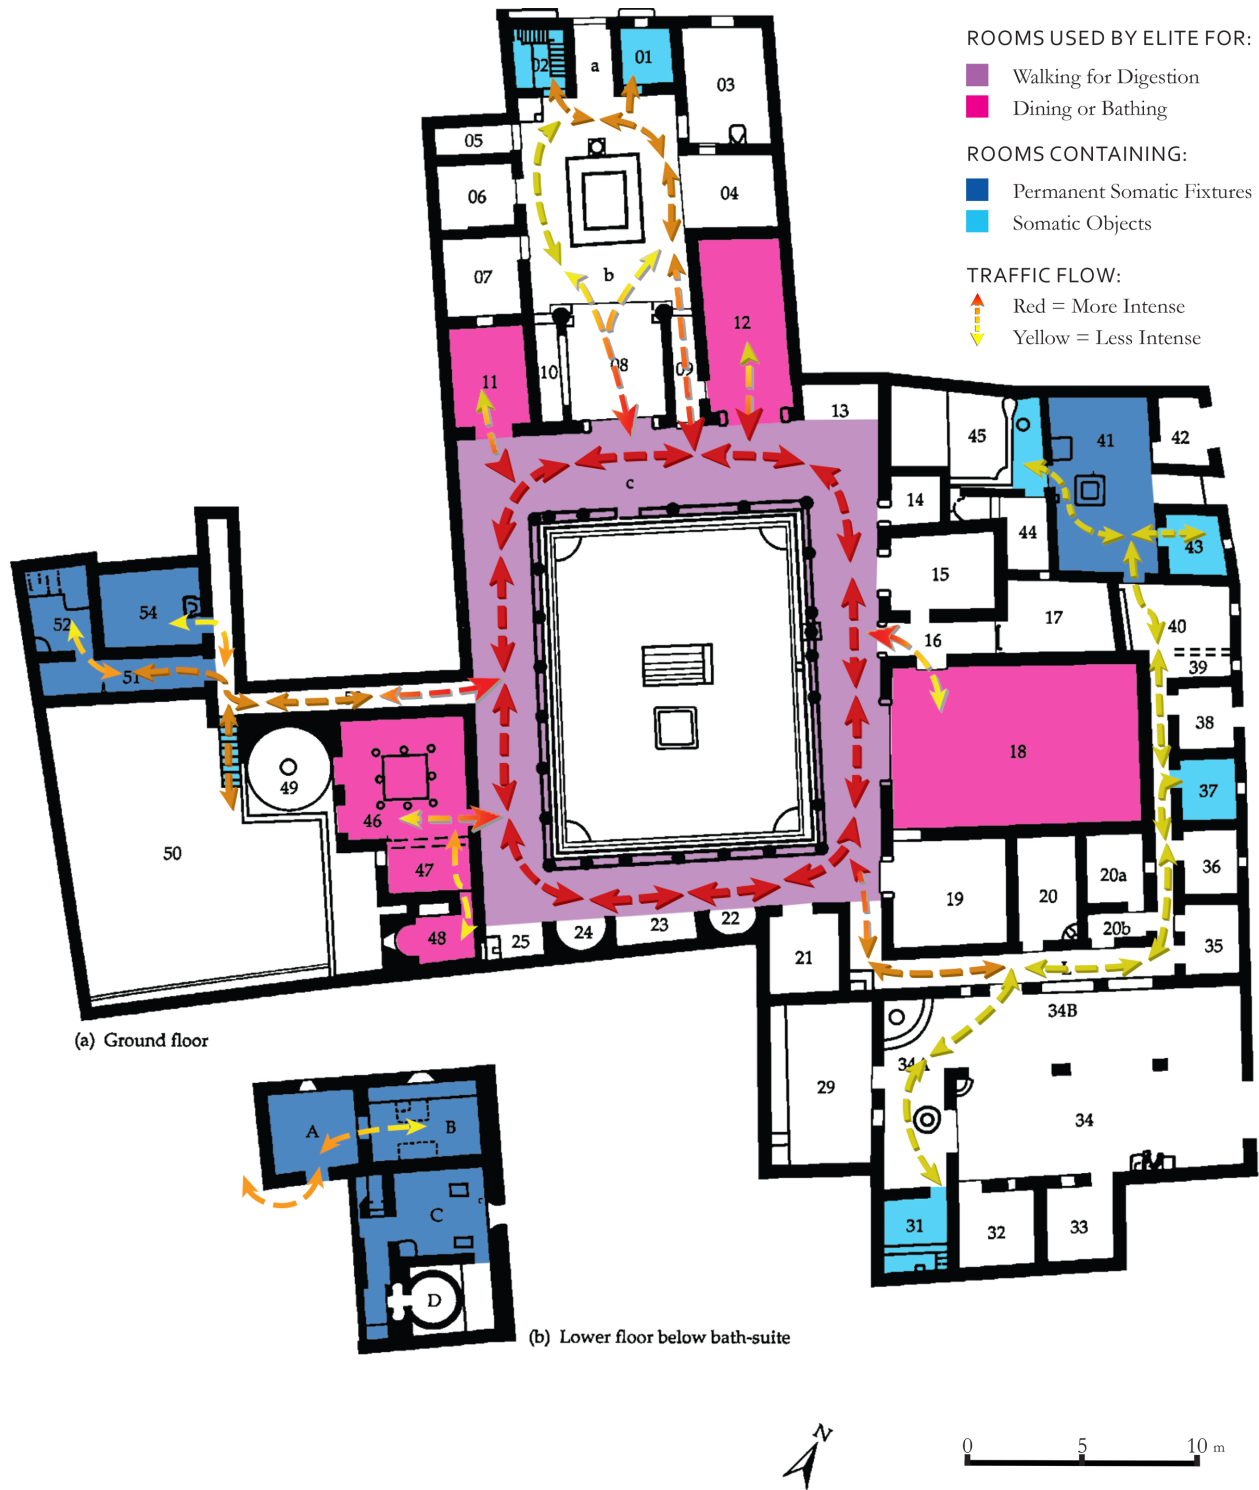 ROOMS USED BY ELITE FOR:
Walking for Digestion
Dining or Bathing
ROOMS CONTAINING:
Permanent Somatic Fixtures
Somatic Objects
TRAFFIC FLOW:
Red = More Intense
Yellow = Less Intense
02
a
01
03
05
06
04
07
b
12
11
10
08
09
13
45
41
42
c
14
44
43
15
17
16
40
39
54
52
51
38
18
49
37
46
50
47
36
20a
19
20
48
25
24
23
22
20b
35
21
34B
(a) Ground floor
34A
29
34
A
B
C
31
32
33
D
(b) Lower floor below bath-suite
N
0 5 10 m